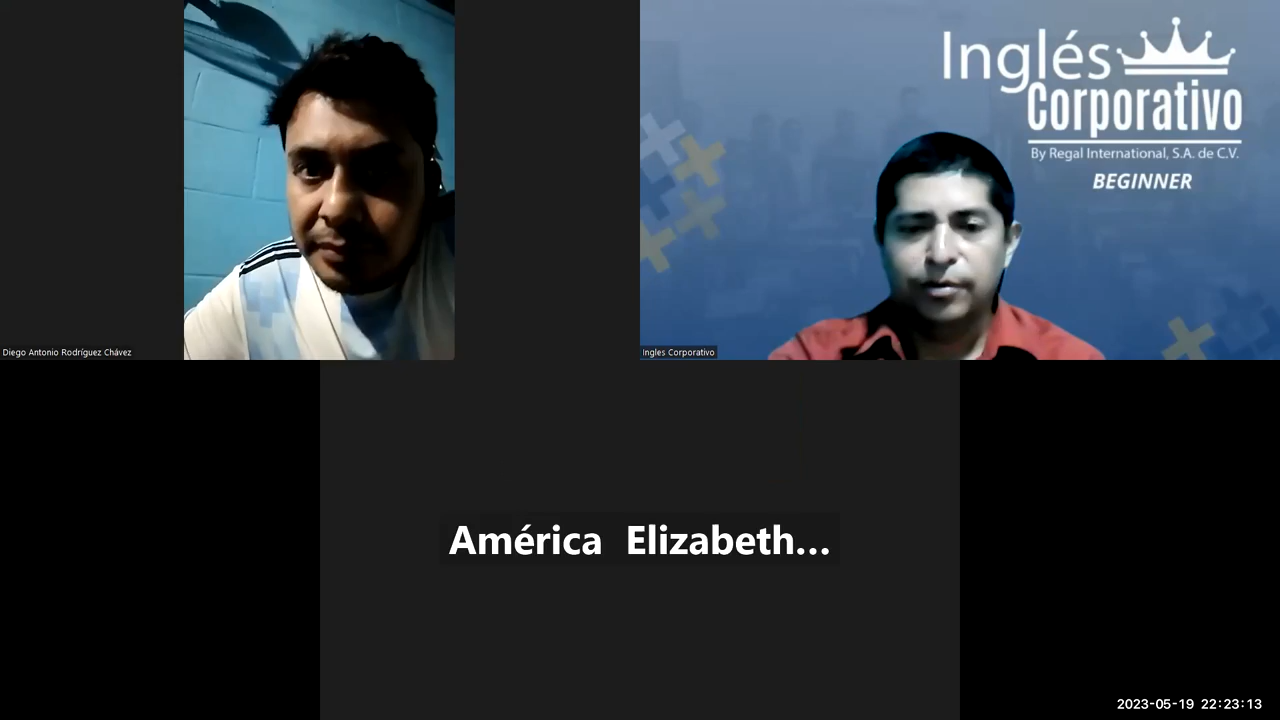 Inglés
Corporativo
By Regal International, S.A. de C.V.
BEGINNER
Diego Antonio Rodríguez Chávez
Ingles Corporativo
América Elizabeth...
2023-05-19 22:23:13